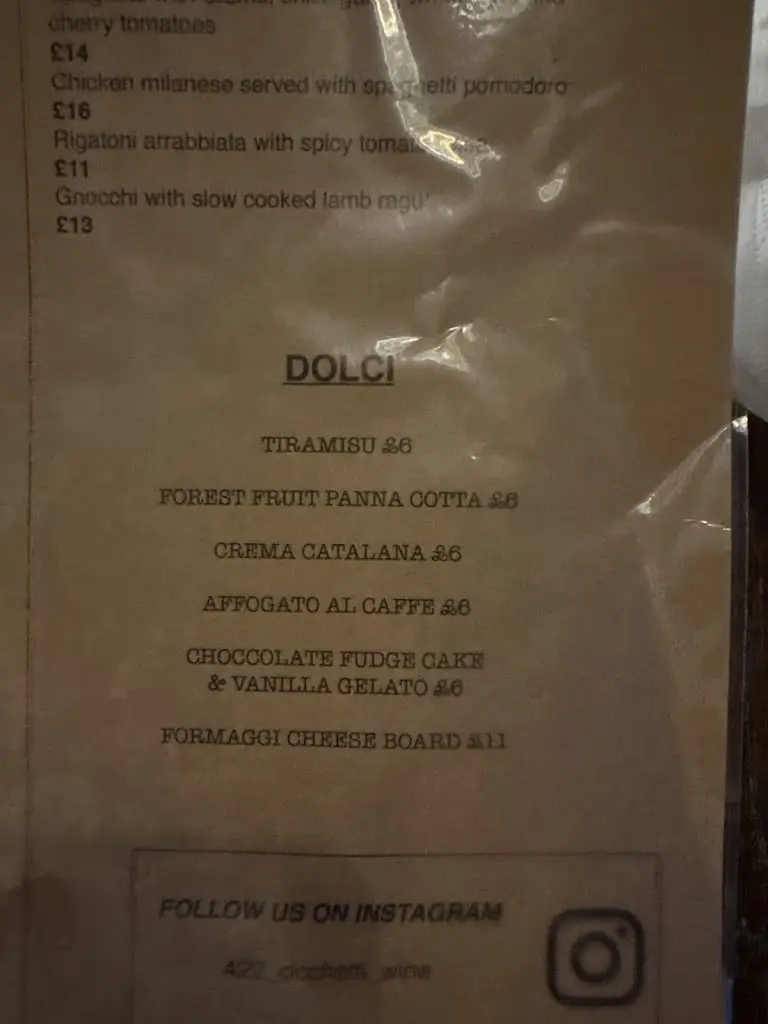 cherry tomatoes
£14
Chicken milanese served with spaghetti pomodoro
£16
Rigatoni arrabbiata with spicy
£11
Gnocchi with slow cooked lamb ragu'
£13
DOLCI
TIRAMISU £6
FOREST FRUIT PANNA COTTA £6
CREMA CATALANA £6
AFFOGATO AL CAFFE £6
CHOCCOLATE FUDGE CAKE
& VANILLA GELATO £6
FORMAGGI CHEESE BOARD £11
FOLLOW US ON INSTAGRAM